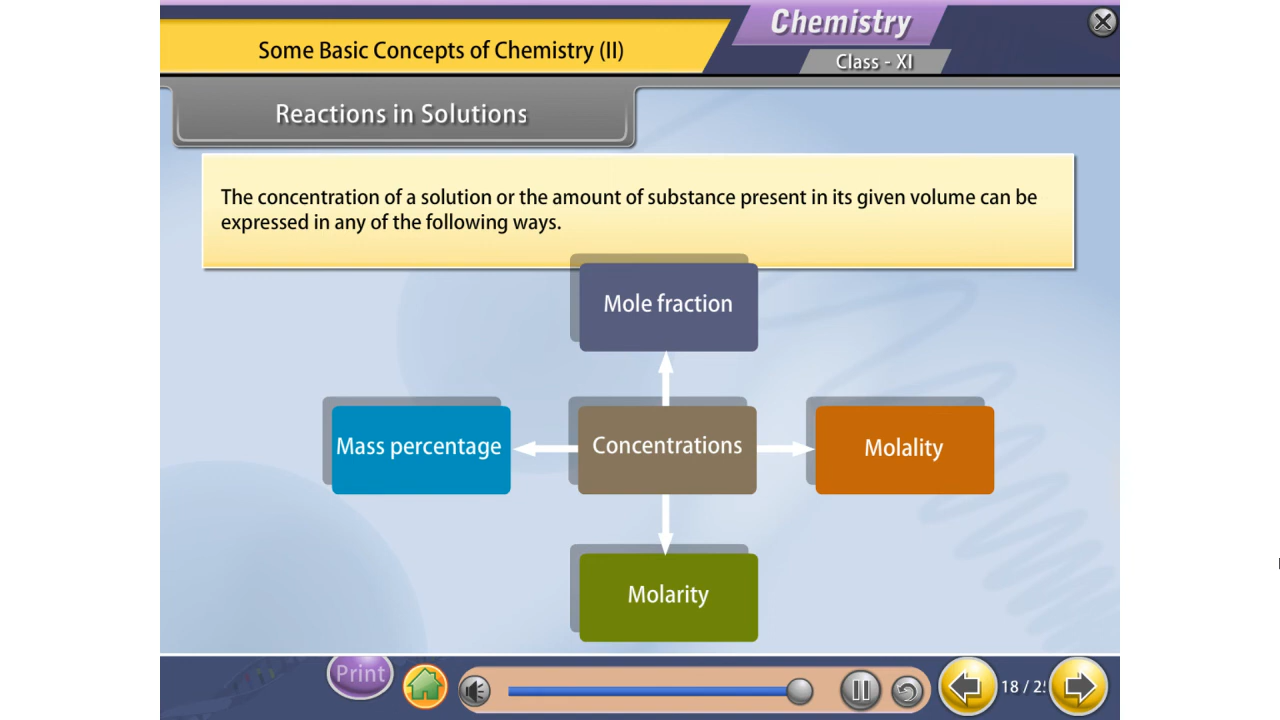 Chemistry
Some Basic Concepts of Chemistry (II)
Class - XI
Reactions in Solutions
The concentration of a solution or the amount of substance present in its given volume can be
expressed in any of the following ways.
Mole fraction
Mass percentage
Concentrations
Molality
Molarity
Print
18 / 2